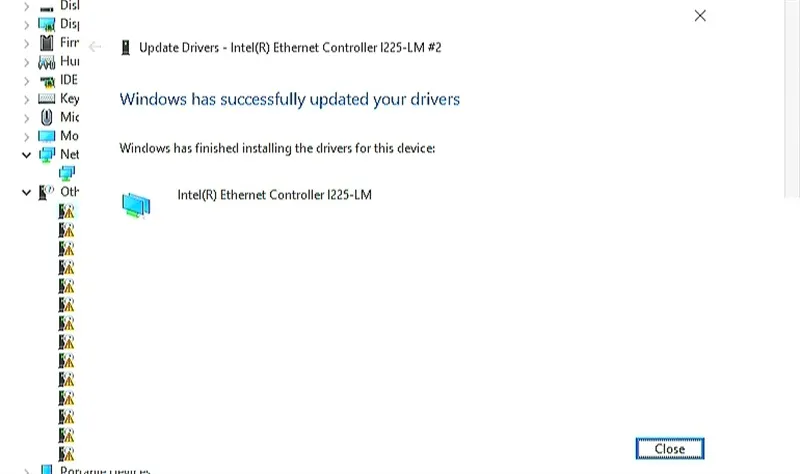 Disl
Disp
Firr
Hur
IDE
Key
Mic
Mo
Net
Oth
Update Drivers - Intel(R) Ethernet Controller I225-LM #2
Windows has successfully updated your drivers
Windows has finished installing the drivers for this device:
Intel(R) Ethernet Controller I225-LM
Close
Portable Devices